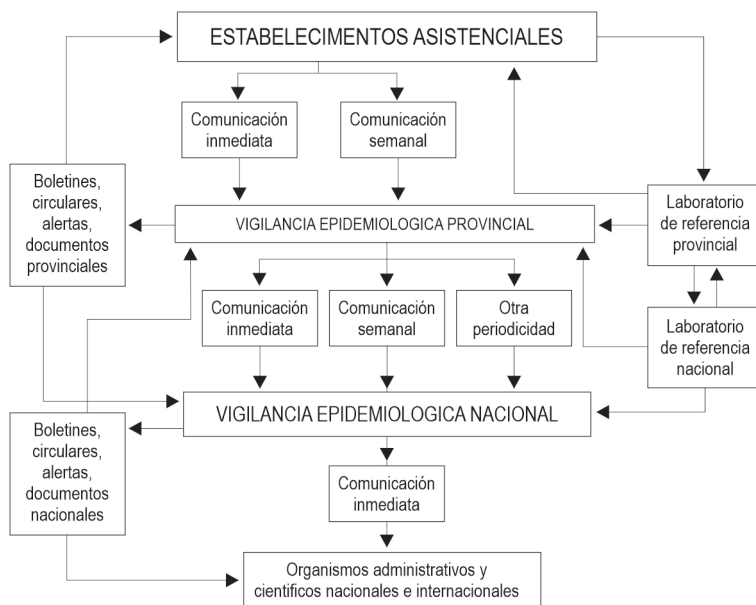 ESTABELECIMENTOS ASISTENCIALES
Comunicación
inmediata
Comunicación
semanal
Boletines,
circulares,
alertas,
documentos
provinciales
VIGILANCIA EPIDEMIOLOGICA PROVINCIAL
Laboratorio
de referencia
provincial
Comunicación
inmediata
Comunicación
semanal
Otra
periodicidad
Laboratorio
de referencia
nacional
VIGILANCIA EPIDEMIOLOGICA NACIONAL
Boletines,
circulares,
alertas,
documentos
nacionales
Comunicación
inmediata
Organismos administrativos y
cientificos nacionales e internacionales